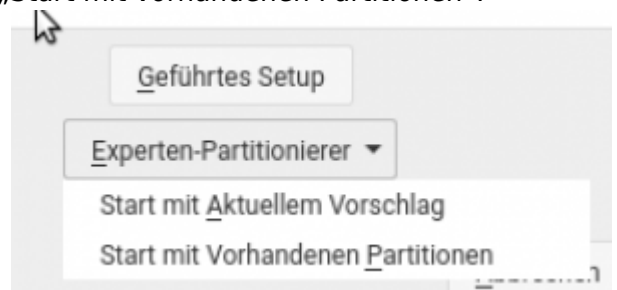 „Start mit Vorhandenen Partitionen“.
Geführtes Setup
Experten-Partitionierer
Start mit Aktuellem Vorschlag
Start mit Vorhandenen Partitionen